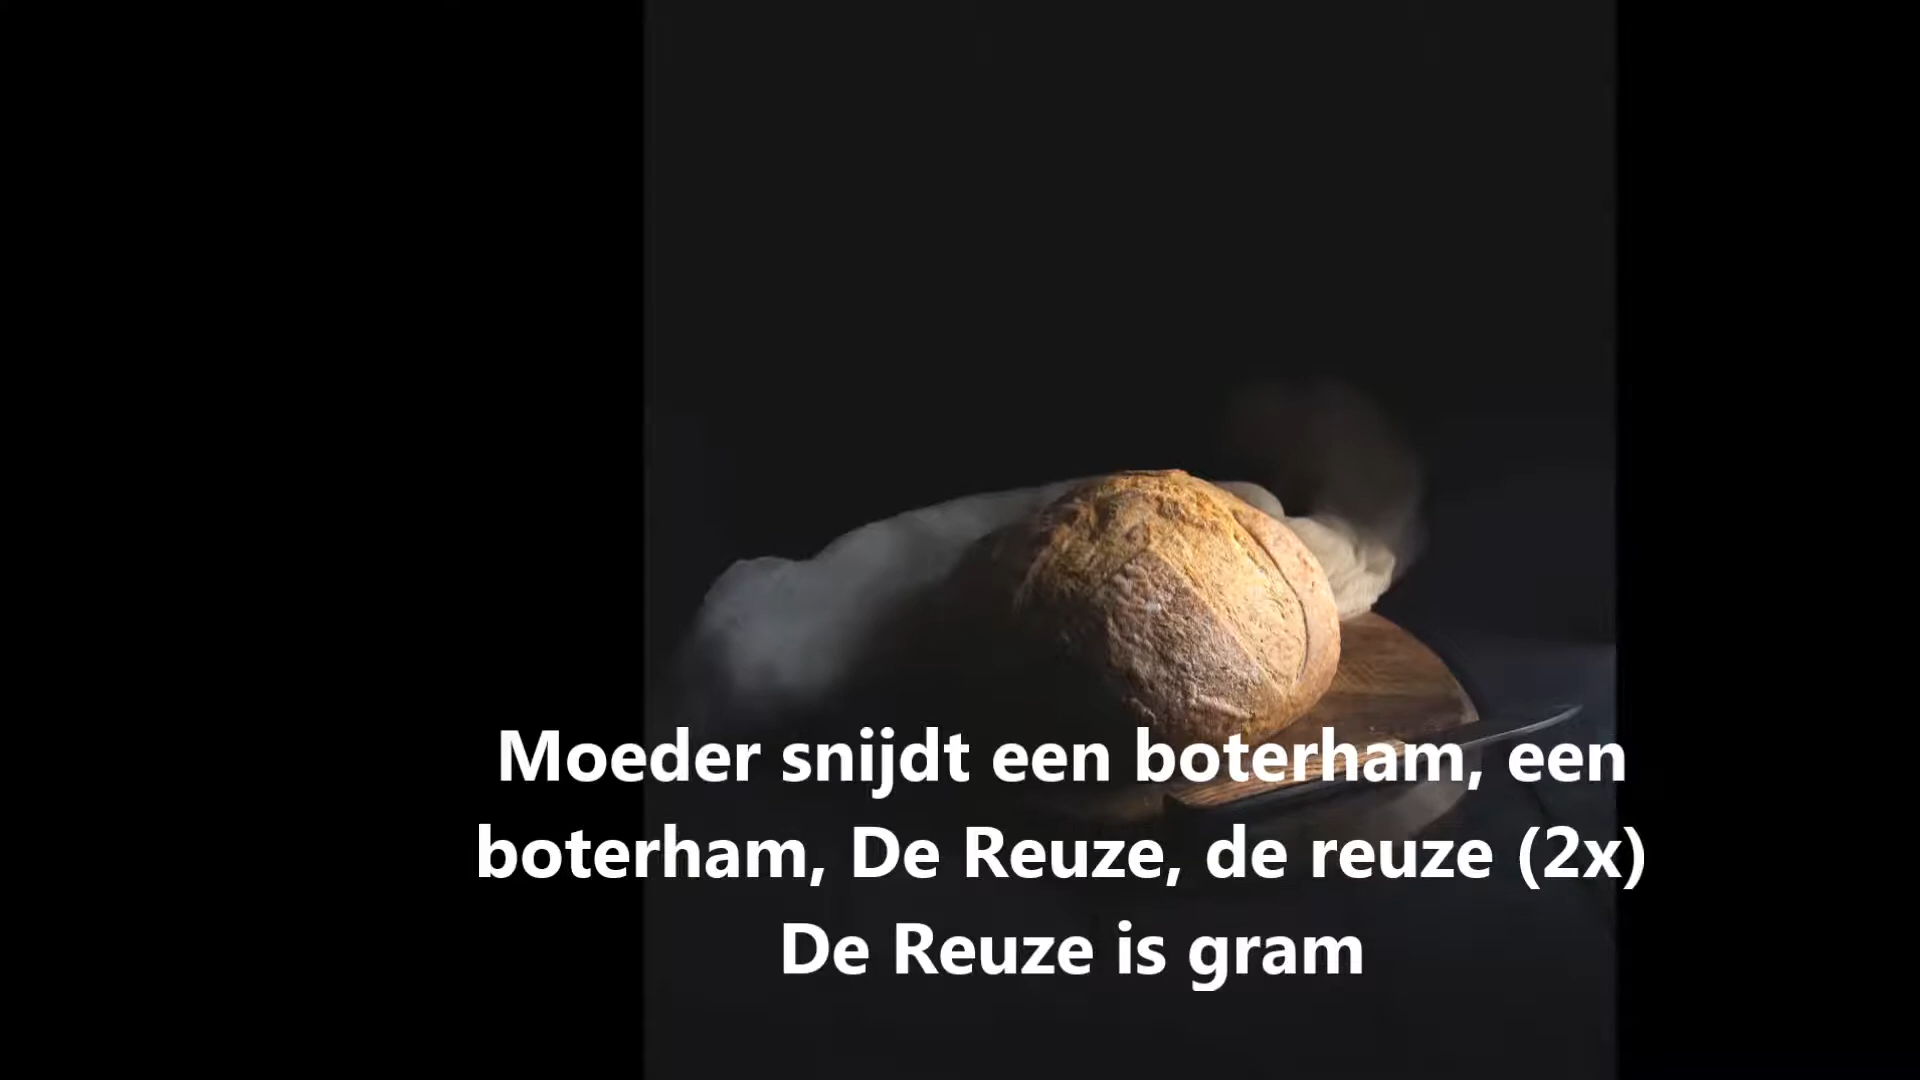 Moeder snijdt een boterham, een
boterham, De Reuze, de reuze (2x)
De Reuze is gram